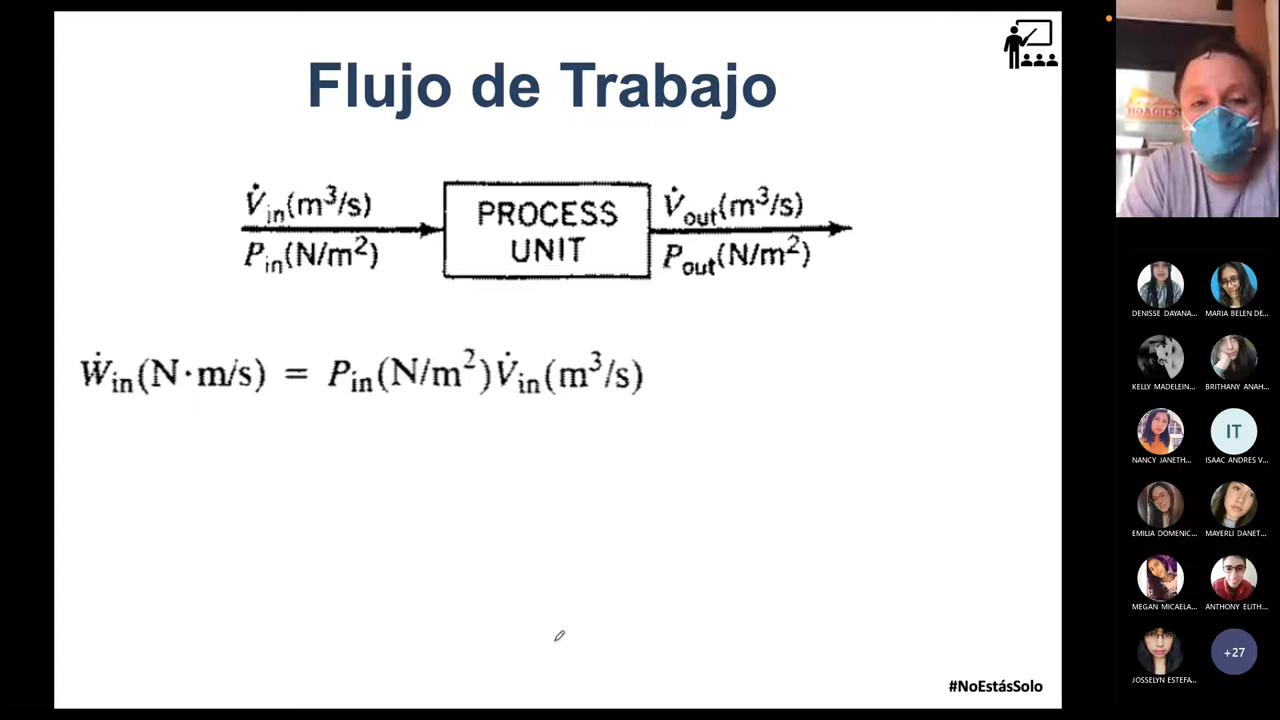 Flujo de Trabajo
V̇in(m³/s)
Pin(N/m²)
PROCESS
UNIT
V̇out(m³/s)
Pout(N/m²)
Ẇin(N·m/s) = Pin(N/m²)V̇in(m³/s)
#NoEstásSolo
HOAGIES
DENISSE DAYANA...
MARIA BELEN DE...
KELLY MADELEIN...
BRITHANY ANAH...
NANCY JANETH...
IT
ISAAC ANDRES V...
EMILIA DOMENIC...
MAYERLI DANET...
MEGAN MICAELA...
ANTHONY ELITH...
JOSSELYN ESTEFA...
+27